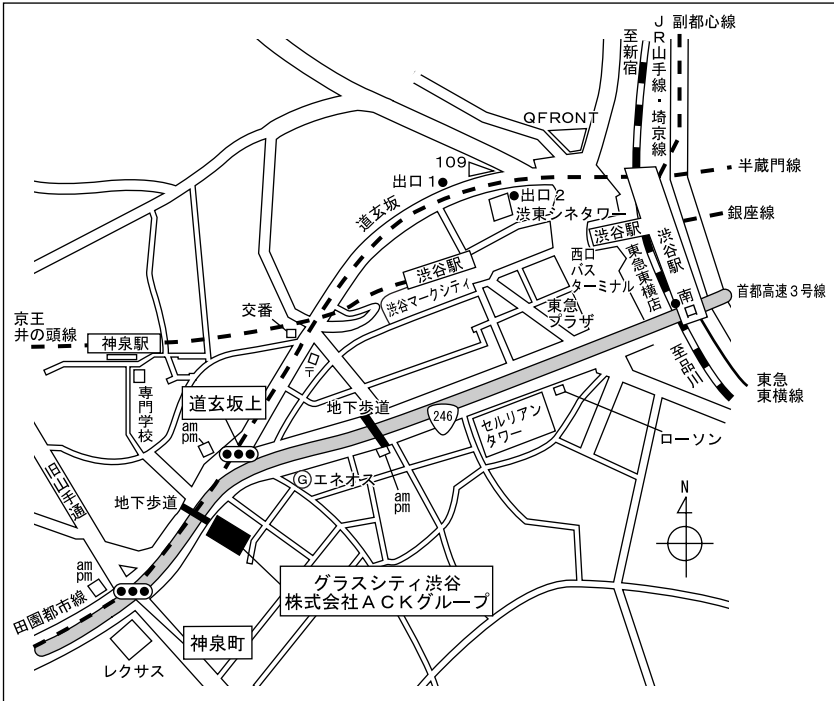 至新宿
JR山手線・埼京線
副都心線
QFRONT
109
出口1
半蔵門線
出口2
渋東シネタワー
銀座線
道玄坂
渋谷駅
渋谷駅
渋谷駅
西口
バス
ターミナル
東急東横店
南口
首都高速3号線
渋谷マークシティ
東急
プラザ
交番
京王
井の頭線
神泉駅
〒
至品川
東急
東横線
専門学校
道玄坂上
地下歩道
246
セルリアン
タワー
ローソン
am
pm
Gエネオス
am
pm
旧山手通
地下歩道
N
4
am
pm
グラスシティ渋谷
株式会社ACKグループ
田園都市線
神泉町
レクサス